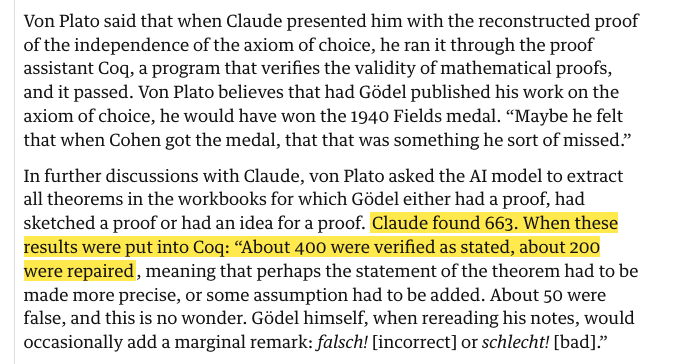 Von Plato said that when Claude presented him with the reconstructed proof
of the independence of the axiom of choice, he ran it through the proof
assistant Coq, a program that verifies the validity of mathematical proofs,
and it passed. Von Plato believes that had Gödel published his work on the
axiom of choice, he would have won the 1940 Fields medal. “Maybe he felt
that when Cohen got the medal, that that was something he sort of missed.”
In further discussions with Claude, von Plato asked the AI model to extract
all theorems in the workbooks for which Gödel either had a proof, had
sketched a proof or had an idea for a proof. Claude found 663. When these
results were put into Coq: “About 400 were verified as stated, about 200
were repaired, meaning that perhaps the statement of the theorem had to be
made more precise, or some assumption had to be added. About 50 were
false, and this is no wonder. Gödel himself, when rereading his notes, would
occasionally add a marginal remark: falsch! [incorrect] or schlecht! [bad].”